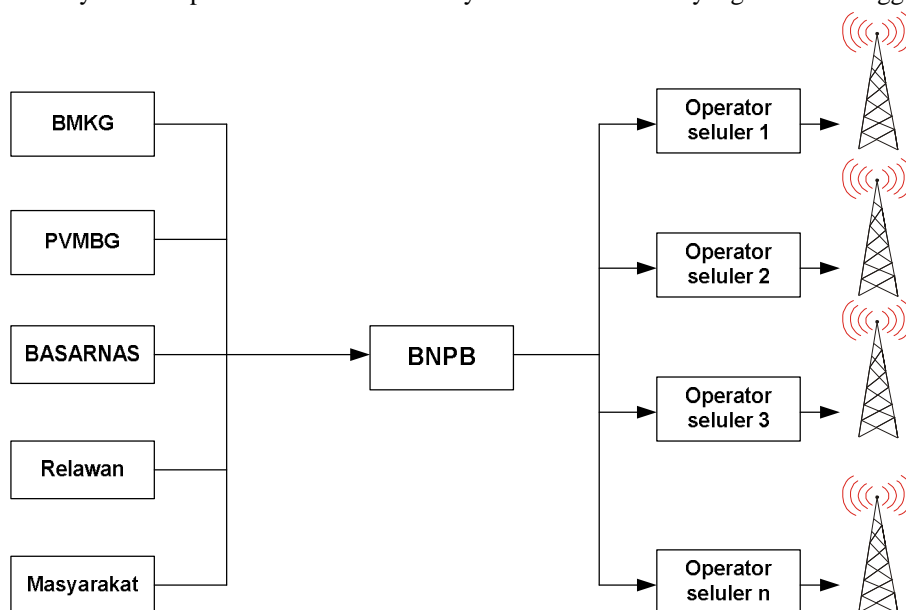 BMKG
PVMBG
BASARNAS
Relawan
Masyarakat
BNPB
Operator
seluler 1
Operator
seluler 2
Operator
seluler 3
Operator
seluler n